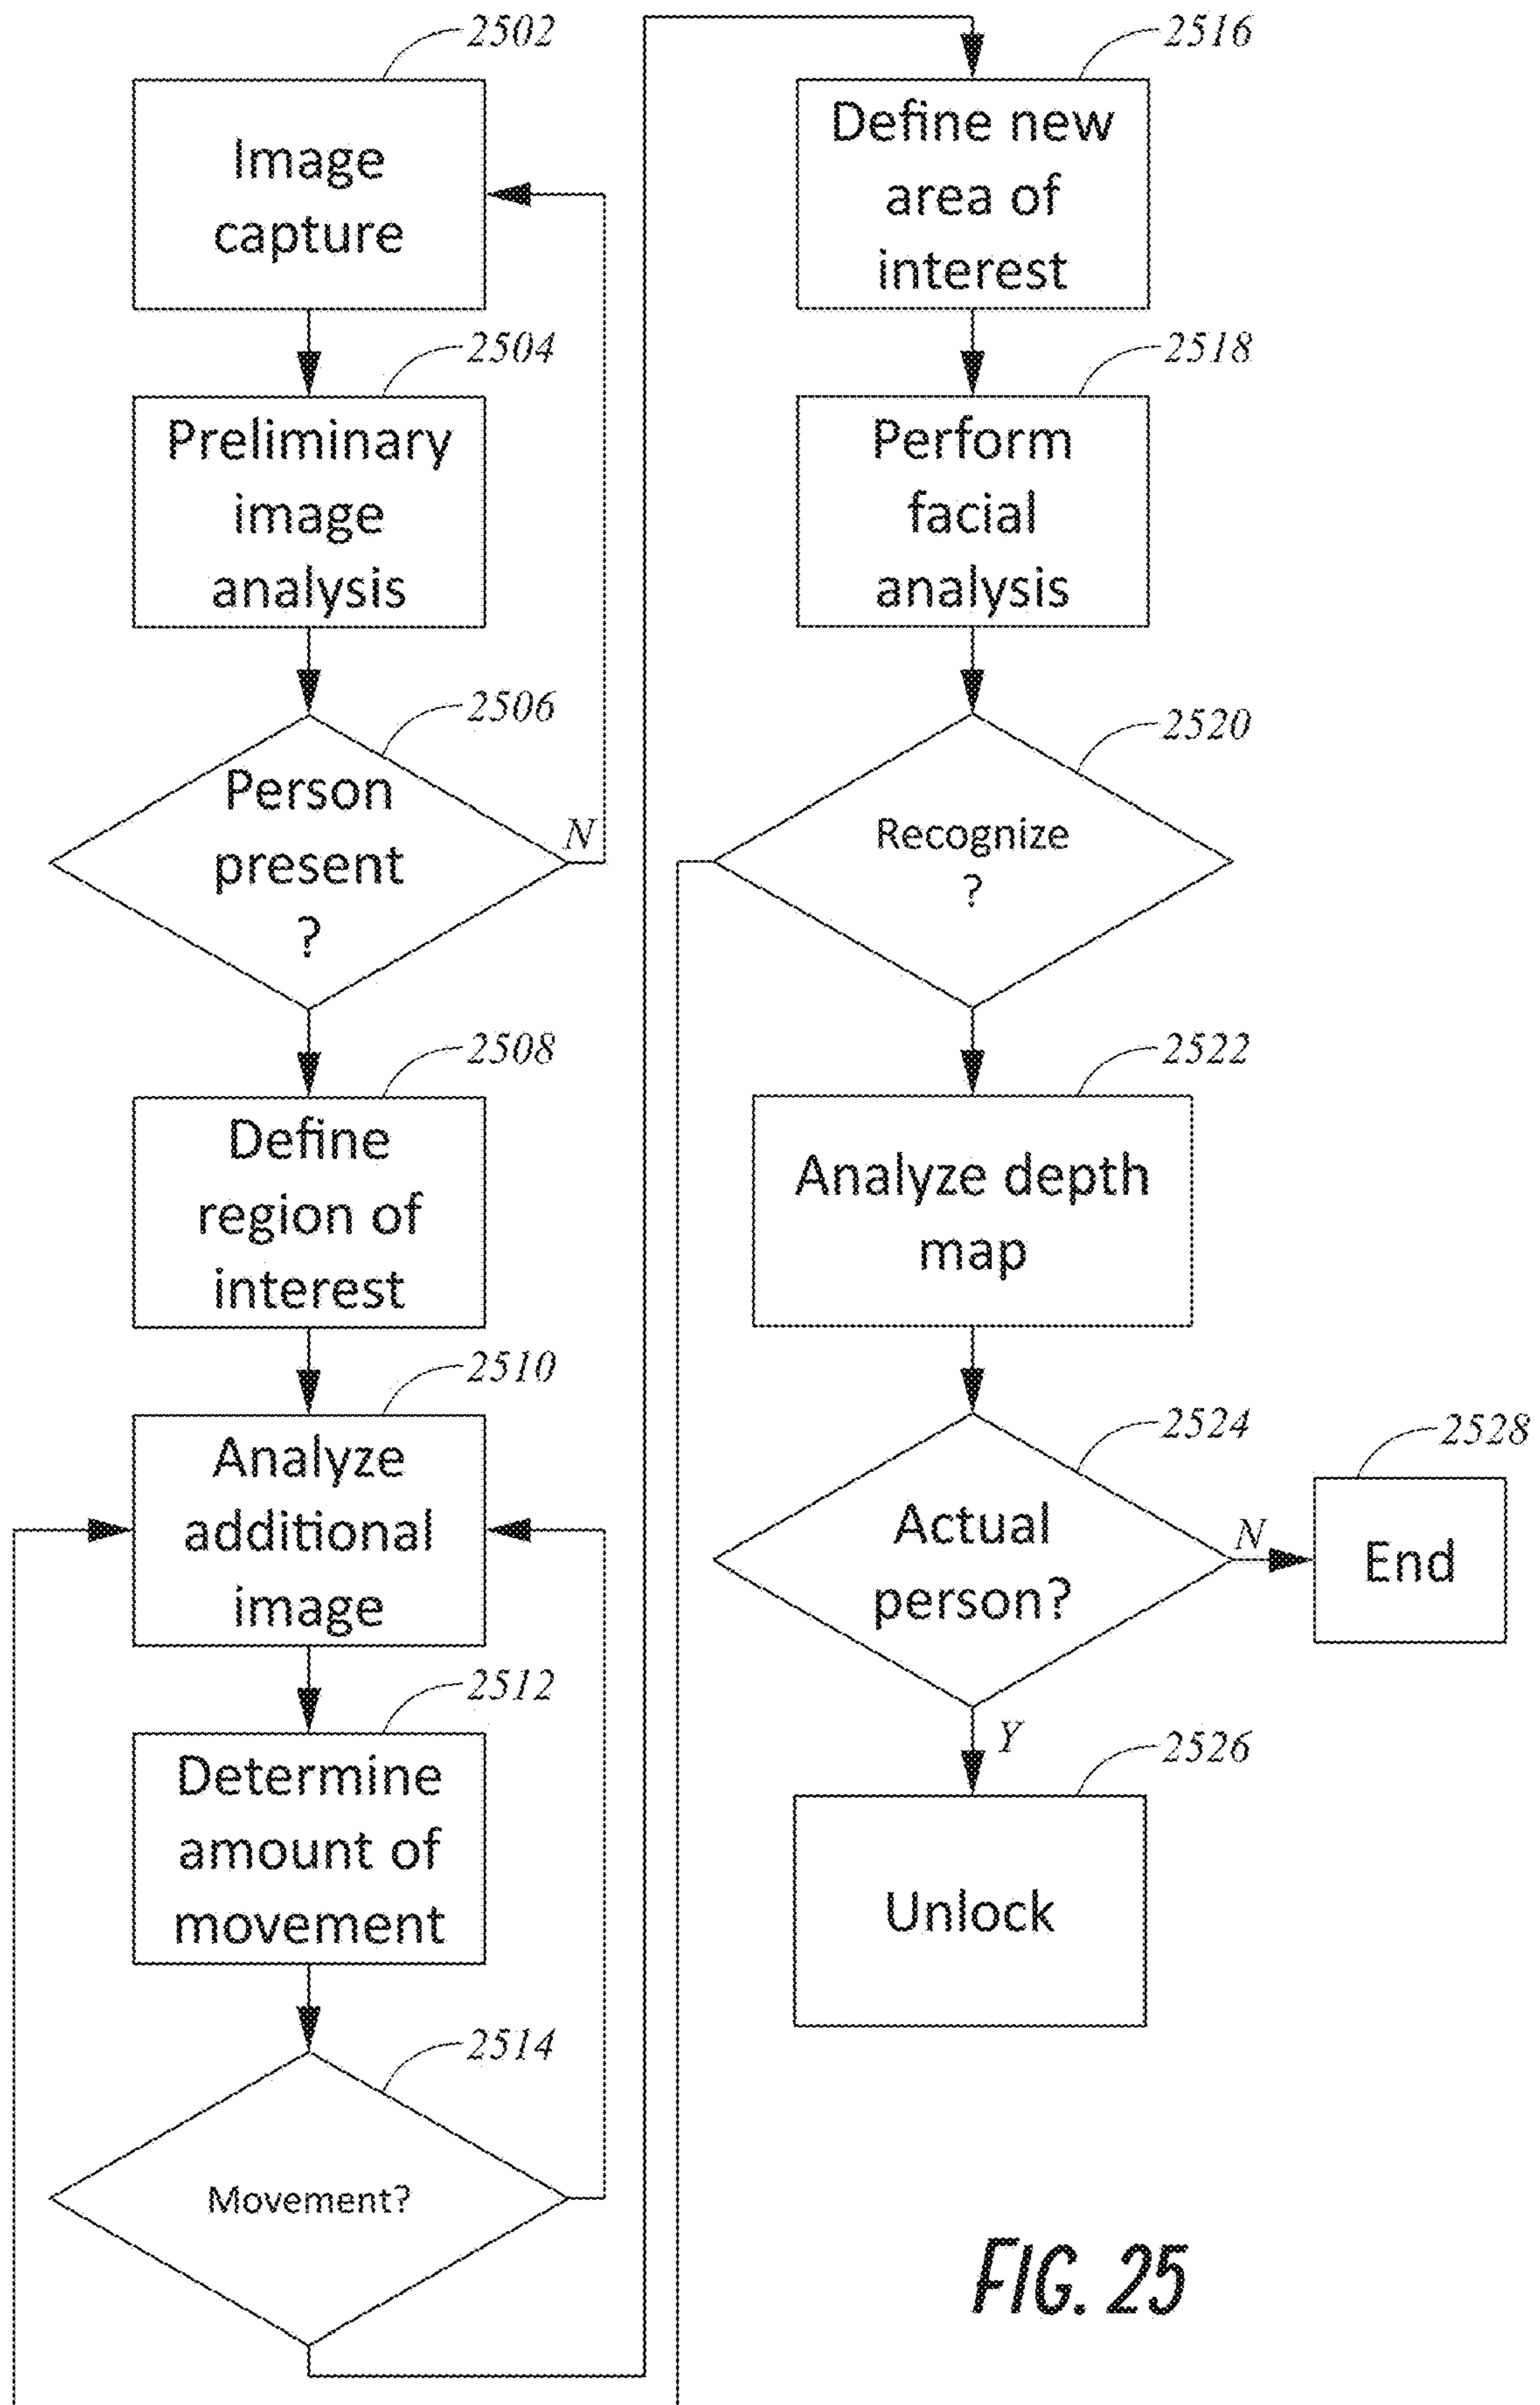 2502
Image
capture
2504
Preliminary
image
analysis
2506
Person
present
?
N
2508
Define
region of
interest
2510
Analyze
additional
image
2512
Determine
amount of
movement
2514
Movement?
2516
Define new
area of
interest
2518
Perform
facial
analysis
2520
Recognize
?
2522
Analyze depth
map
2524
Actual
person?
N
2528
End
Y
2526
Unlock
FIG. 25